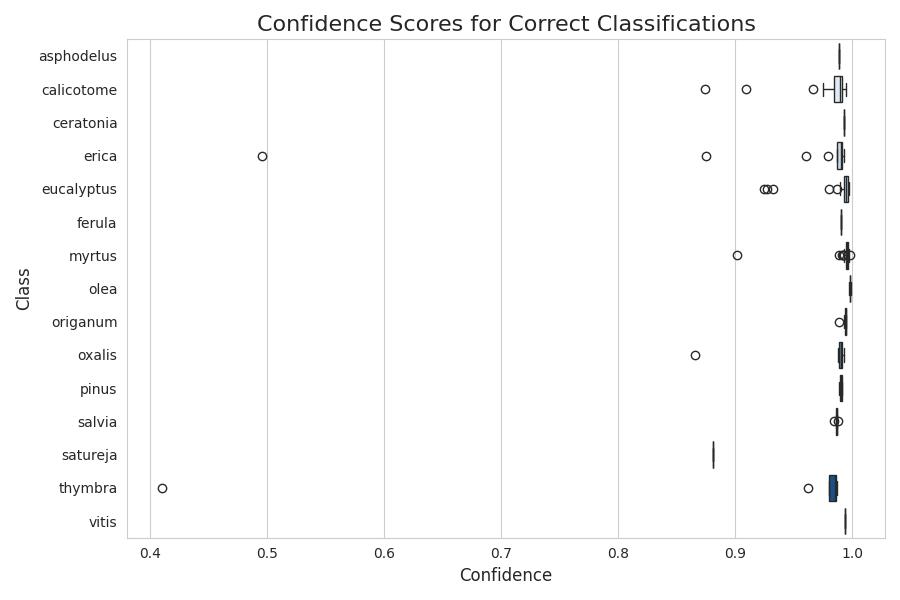 Confidence Scores for Correct Classifications
Class
asphodelus
calicotome
ceratonia
erica
eucalyptus
ferula
myrtus
olea
origanum
oxalis
pinus
salvia
satureja
thymbra
vitis
0.4 0.5 0.6 0.7 0.8 0.9 1.0
Confidence